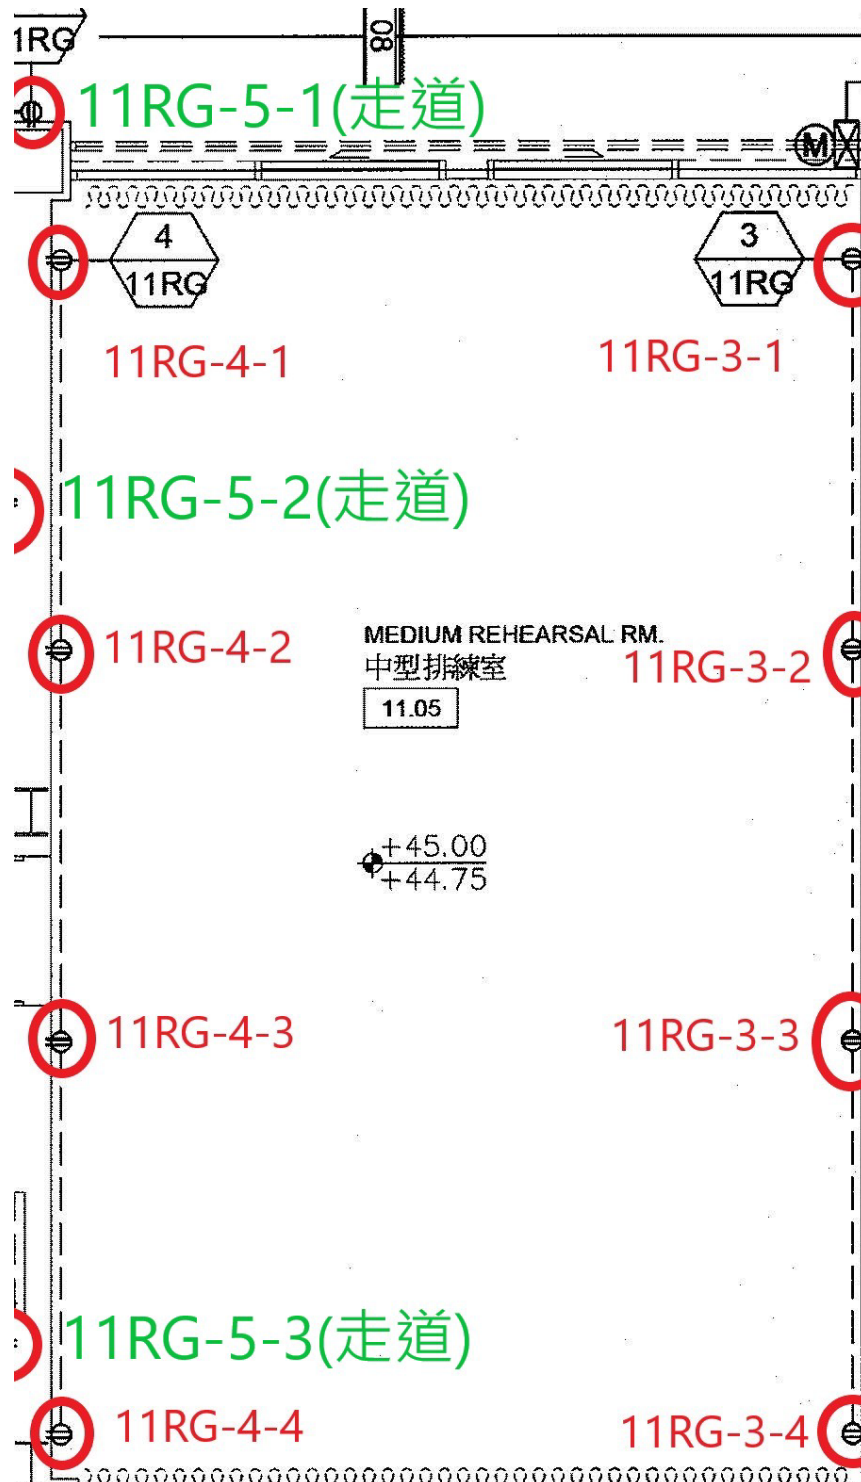 1RG
08
11RG-5-1(走道)
M
4
11RG
3
11RG
11RG-4-1
11RG-3-1
11RG-5-2(走道)
11RG-4-2
MEDIUM REHEARSAL RM.
中型排練室
11.05
11RG-3-2
+45.00
+44.75
11RG-4-3
11RG-3-3
11RG-5-3(走道)
11RG-4-4
11RG-3-4